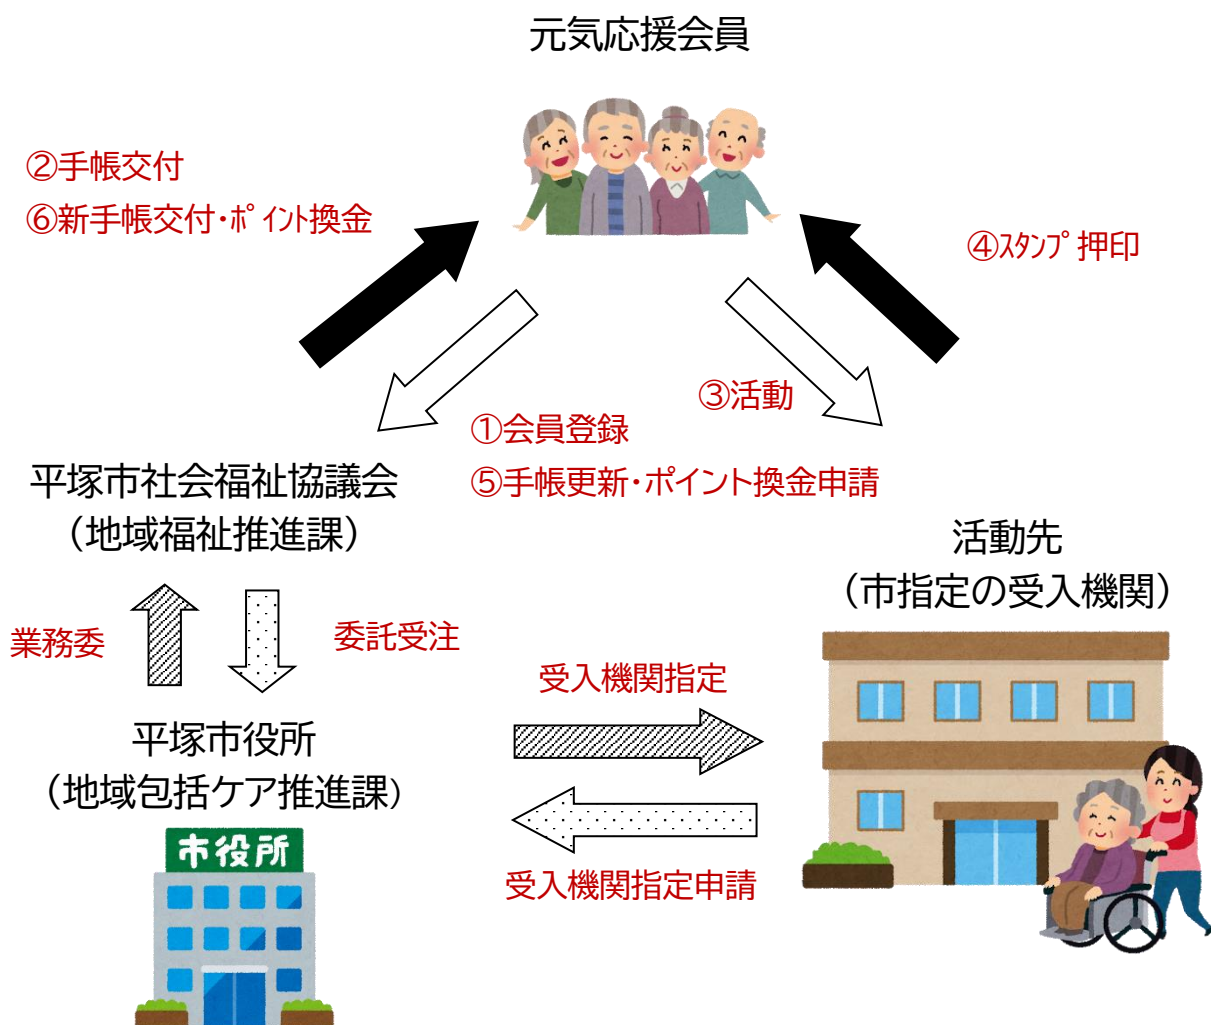 元気応援会員
②手帳交付
⑥新手帳交付・ﾎﾟｲﾝﾄ換金
④ｽﾀﾝﾌﾟ押印
③活動
①会員登録
⑤手帳更新・ポイント換金申請
平塚市社会福祉協議会
（地域福祉推進課）
活動先
（市指定の受入機関）
業務委
委託受注
受入機関指定
平塚市役所
（地域包括ケア推進課）
市役所
受入機関指定申請